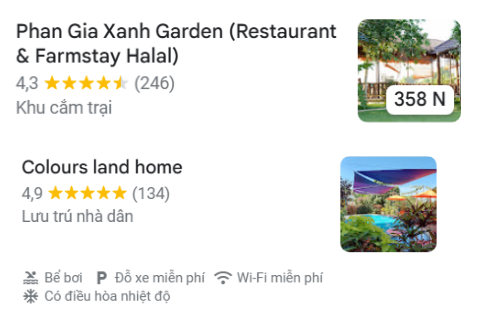 Phan Gia Xanh Garden (Restaurant
& Farmstay Halal)
4,3 (246)
Khu cắm trại
358 N
Colours land home
4,9 (134)
Lưu trú nhà dân
Bể bơi P Đỗ xe miễn phí Wi-Fi miễn phí
Có điều hòa nhiệt độ